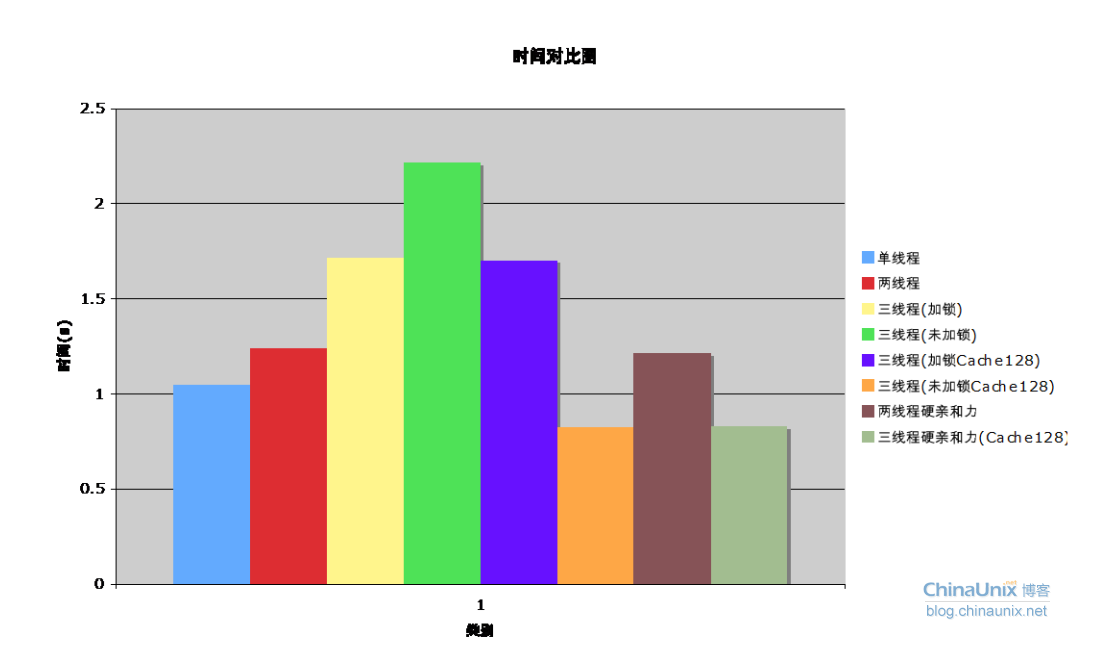 时间对比图
2.5
2
1.5
1
0.5
0
时间(s)
1
类别
单线程
两线程
三线程(加锁)
三线程(未加锁)
三线程(加锁Cache128)
三线程(未加锁Cache128)
两线程硬亲和力
三线程硬亲和力(Cache128)
ChinaUnix.net 博客
blog.chinaunix.net